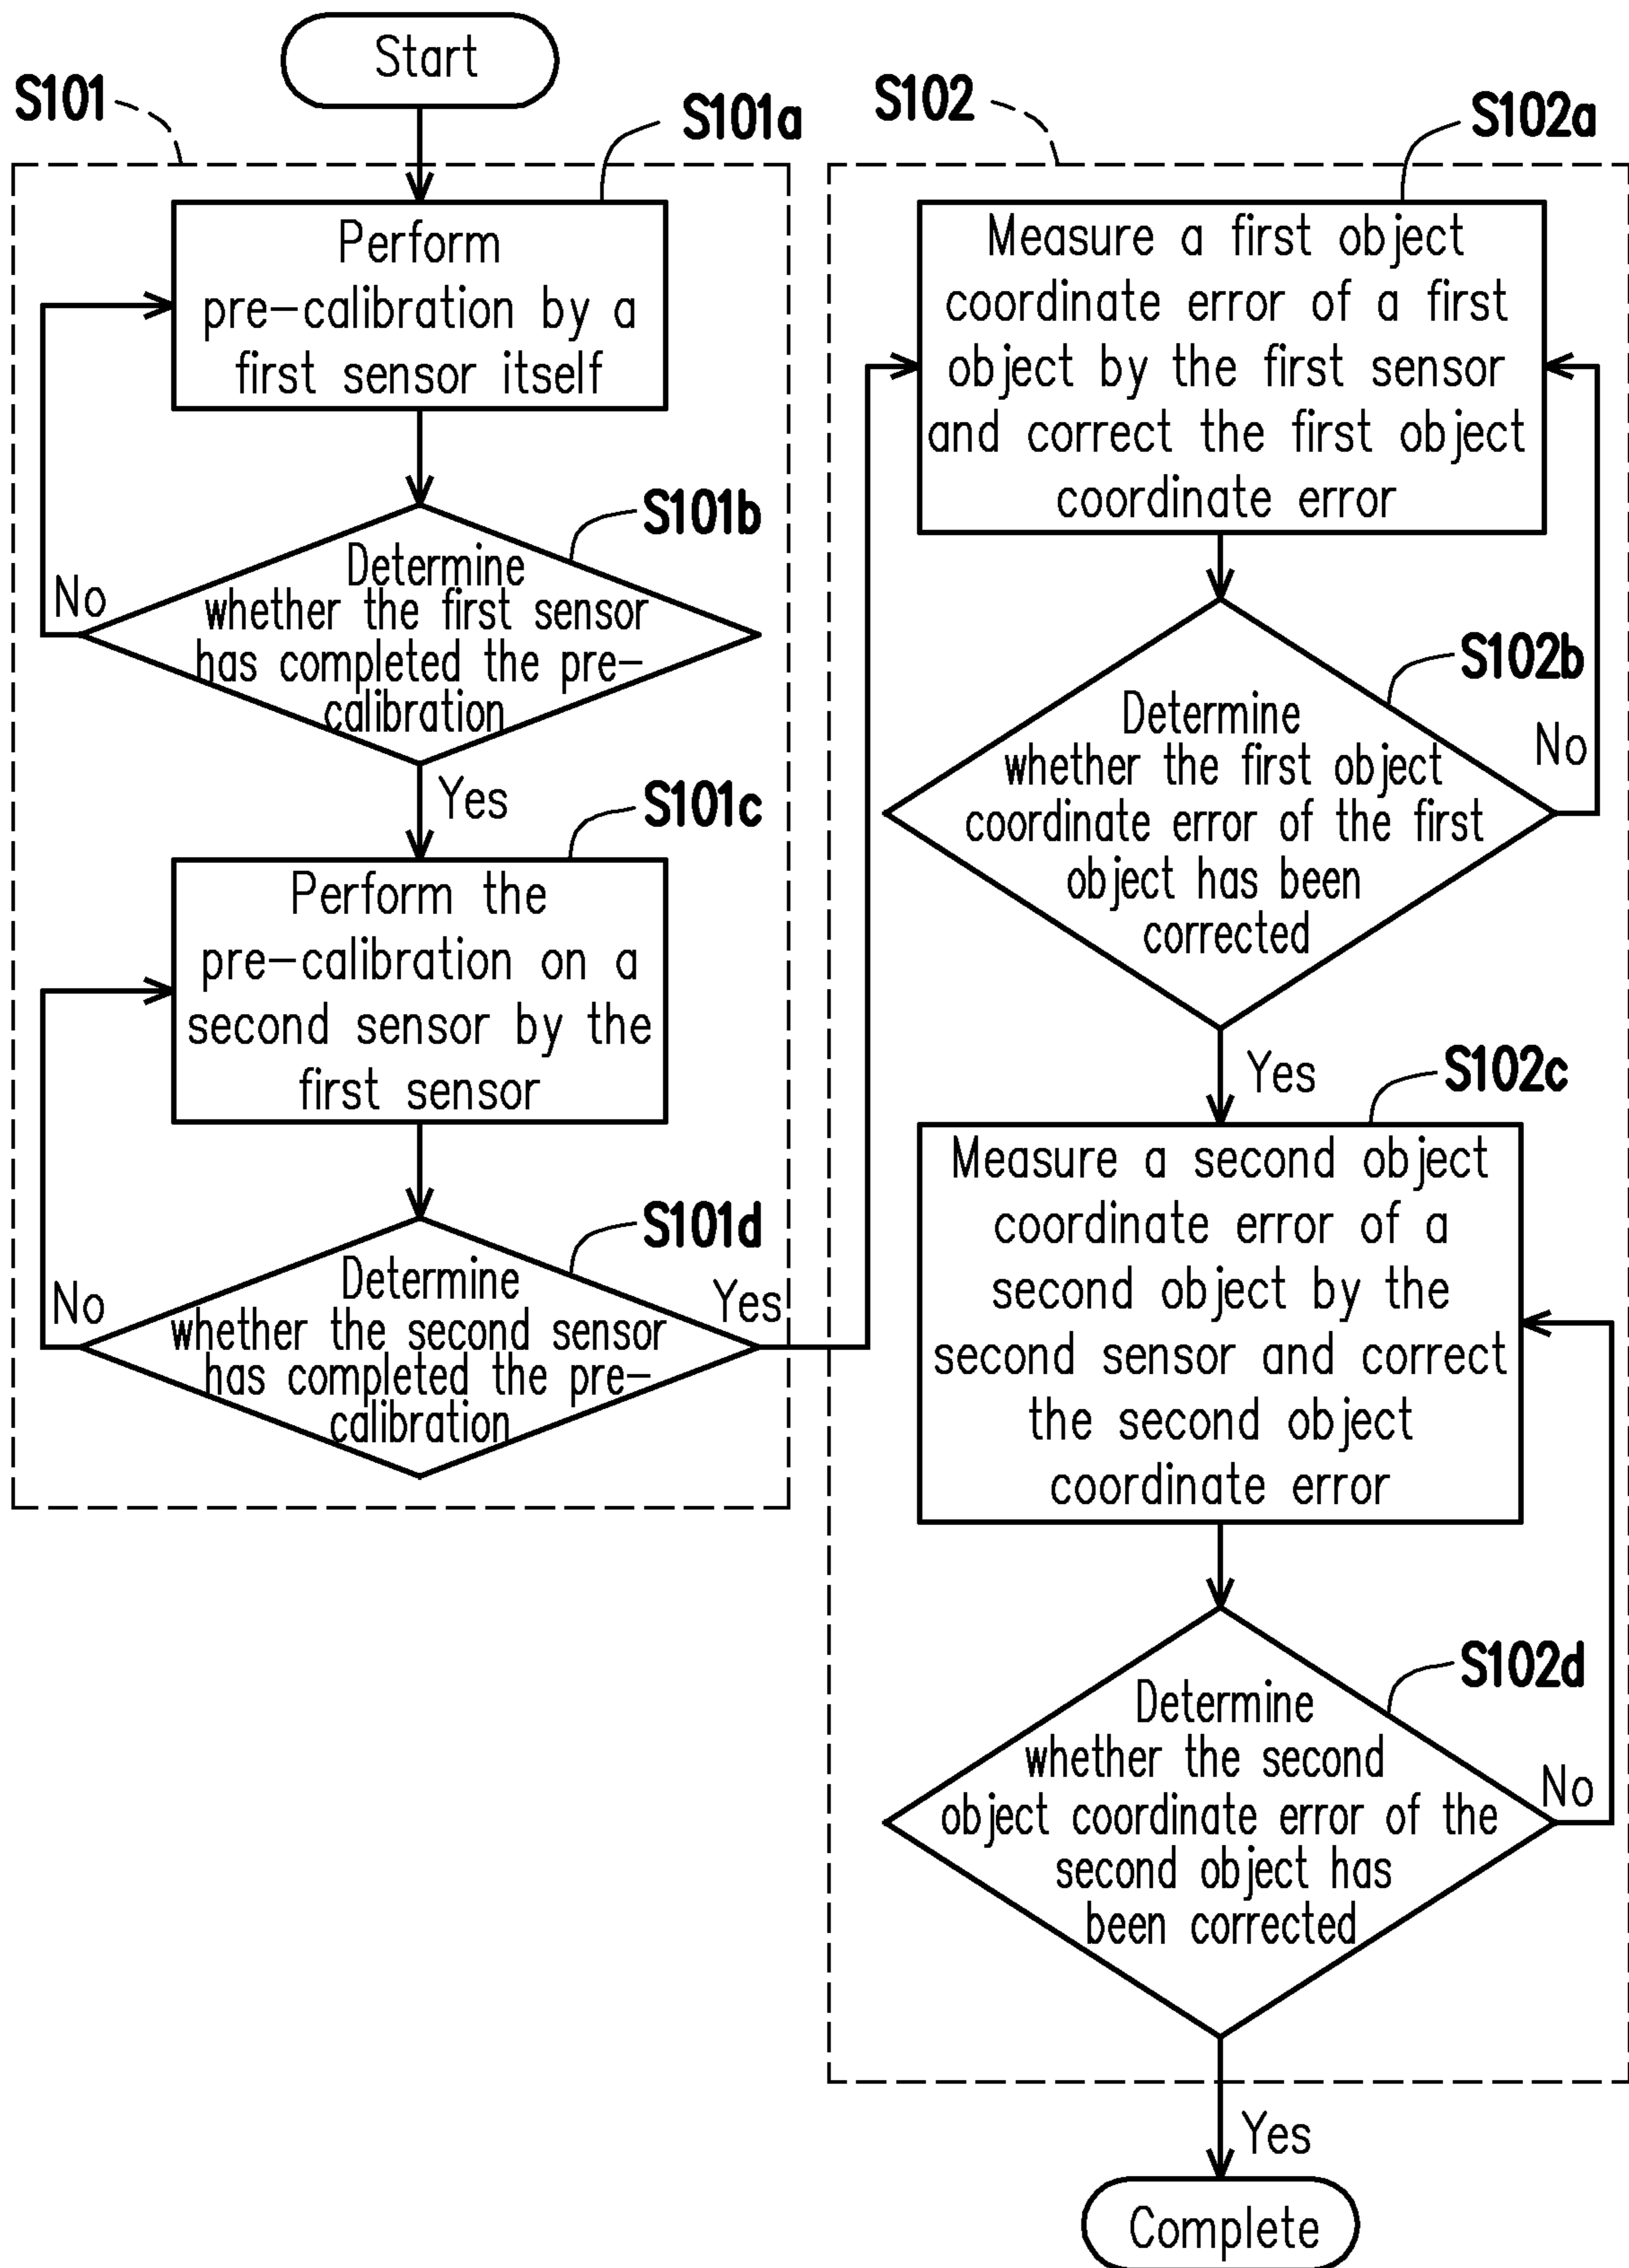 Start
S101
S101a
Perform
pre-calibration by a
first sensor itself
S101b
Determine
whether the first sensor
has completed the pre-
calibration
No
Yes
S101c
Perform the
pre-calibration on a
second sensor by the
first sensor
S101d
Determine
whether the second sensor
has completed the pre-
calibration
No
Yes
S102
S102a
Measure a first object
coordinate error of a first
object by the first sensor
and correct the first object
coordinate error
S102b
Determine
whether the first object
coordinate error of the first
object has been
corrected
No
Yes
S102c
Measure a second object
coordinate error of a
second object by the
second sensor and correct
the second object
coordinate error
S102d
Determine
whether the second
object coordinate error of the
second object has
been corrected
No
Yes
Complete